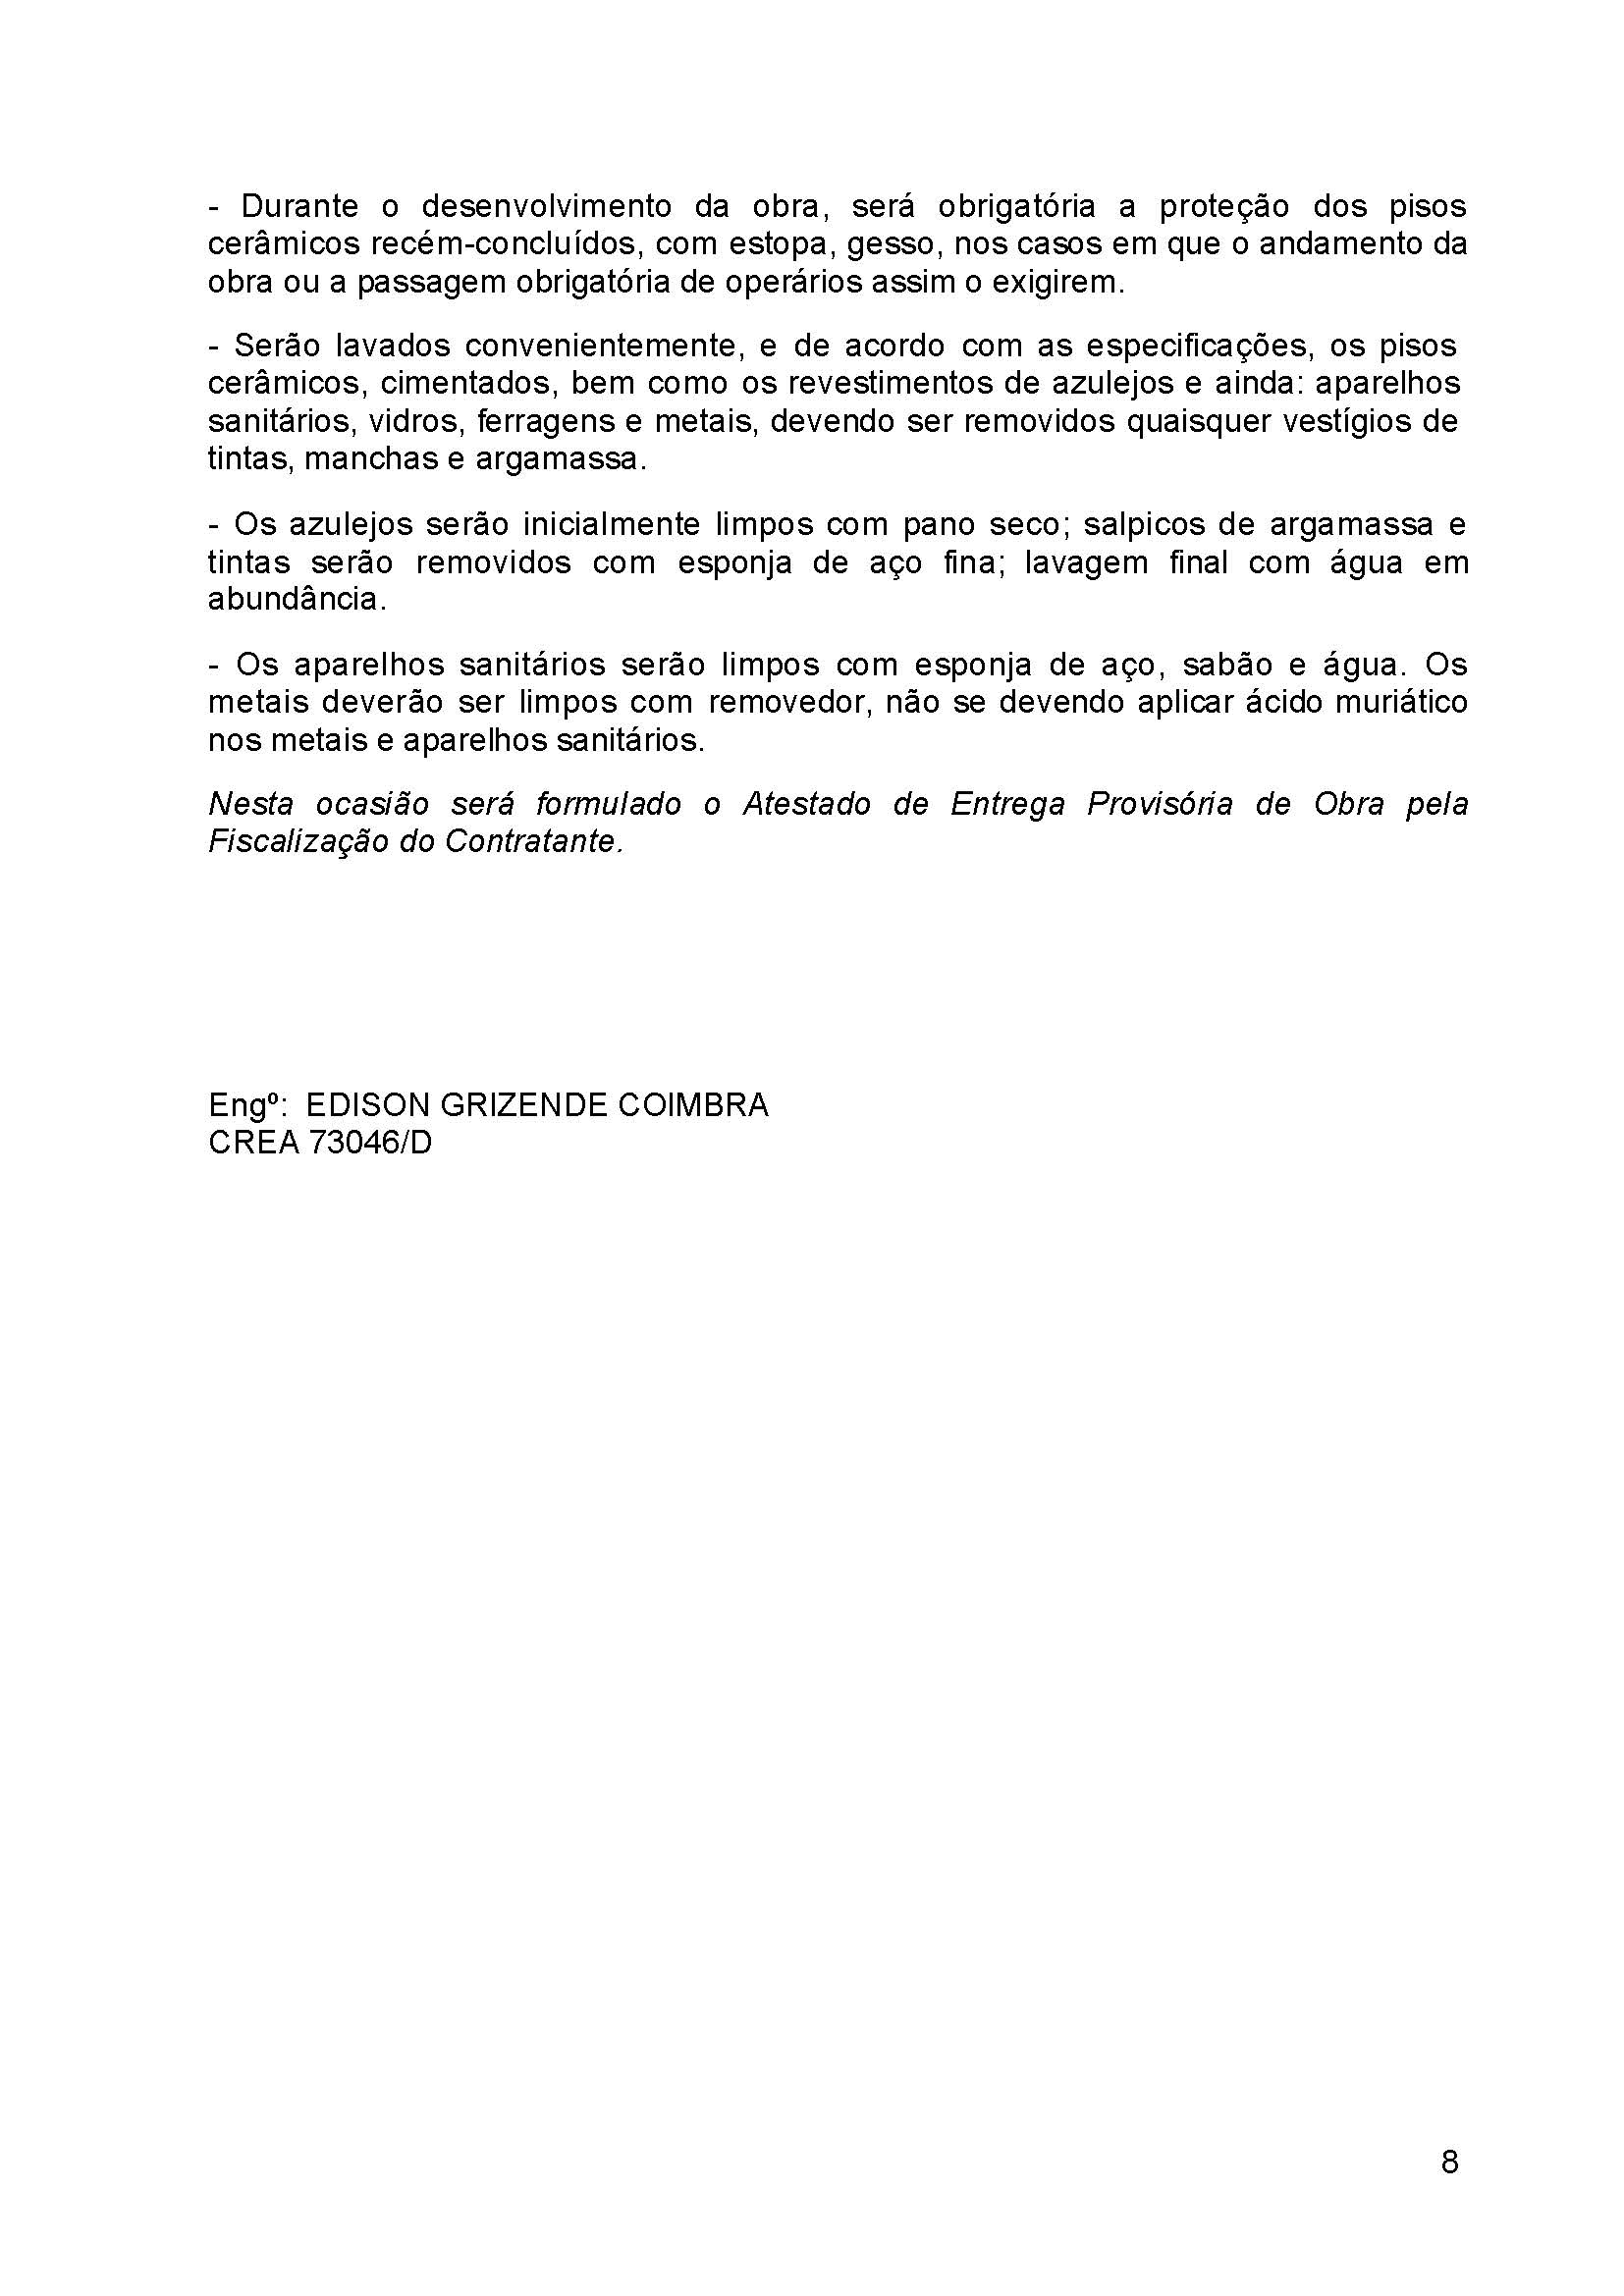 - Durante o desenvolvimento da obra, será obrigatória a proteção dos pisos
cerâmicos recém-concluídos, com estopa, gesso, nos casos em que o andamento da
obra ou a passagem obrigatória de operários assim o exigirem.
- Serão lavados convenientemente, e de acordo com as especificações, os pisos
cerâmicos, cimentados, bem como os revestimentos de azulejos e ainda: aparelhos
sanitários, vidros, ferragens e metais, devendo ser removidos quaisquer vestígios de
tintas, manchas e argamassa.
- Os azulejos serão inicialmente limpos com pano seco; salpicos de argamassa e
tintas serão removidos com esponja de aço fina; lavagem final com água em
abundância.
- Os aparelhos sanitários serão limpos com esponja de aço, sabão e água. Os
metais deverão ser limpos com removedor, não se devendo aplicar ácido muriático
nos metais e aparelhos sanitários.
Nesta ocasião será formulado o Atestado de Entrega Provisória de Obra pela
Fiscalização do Contratante.
Engº: EDISON GRIZENDE COIMBRA
CREA 73046/D
8